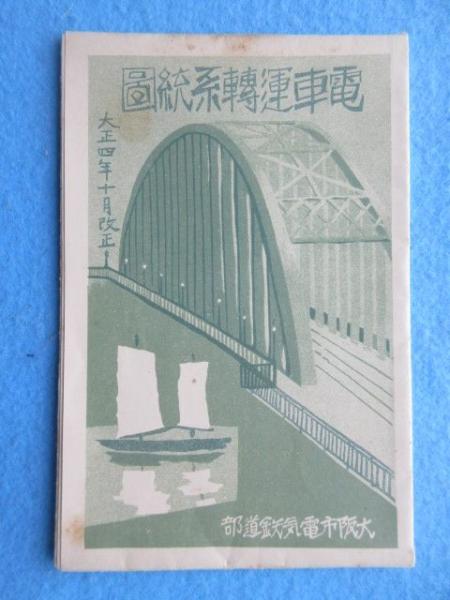 電車運轉系統圖
大正四年十月改正
大阪市電気鉄道部